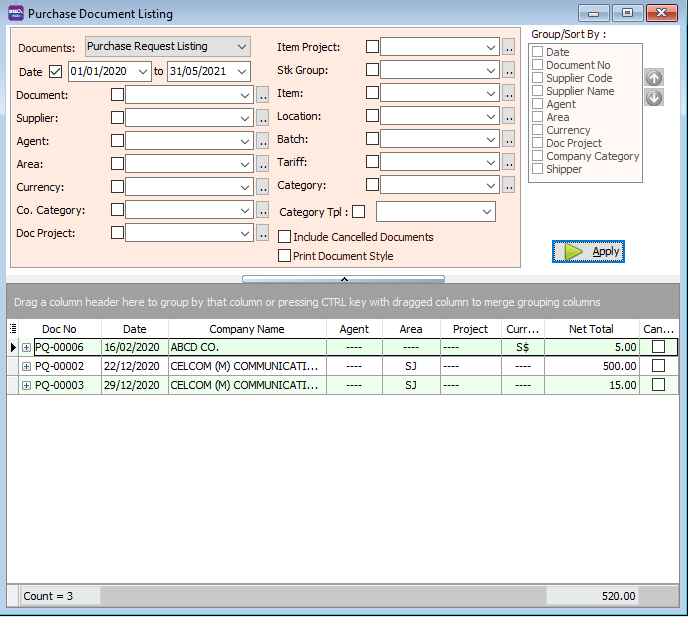 Purchase Document Listing
Documents: Purchase Request Listing
Date 01/01/2020 to 31/05/2021
Document:
Supplier:
Agent:
Area:
Currency:
Co. Category:
Doc Project:
Item Project:
Stk Group:
Item:
Location:
Batch:
Tariff:
Category:
Category Tpl :
Include Cancelled Documents
Print Document Style
Group/Sort By :
Date
Document No
Supplier Code
Supplier Name
Agent
Area
Currency
Doc Project
Company Category
Shipper
Apply
Drag a column header here to group by that column or pressing CTRL key with dragged column to merge grouping columns
Doc No Date Company Name Agent Area Project Curr... Net Total Can...
PQ-00006 16/02/2020 ABCD CO. ---- ---- ---- S$ 5.00
PQ-00002 22/12/2020 CELCOM (M) COMMUNICATI... ---- SJ ---- ---- 500.00
PQ-00003 29/12/2020 CELCOM (M) COMMUNICATI... ---- SJ ---- ---- 15.00
Count = 3 520.00